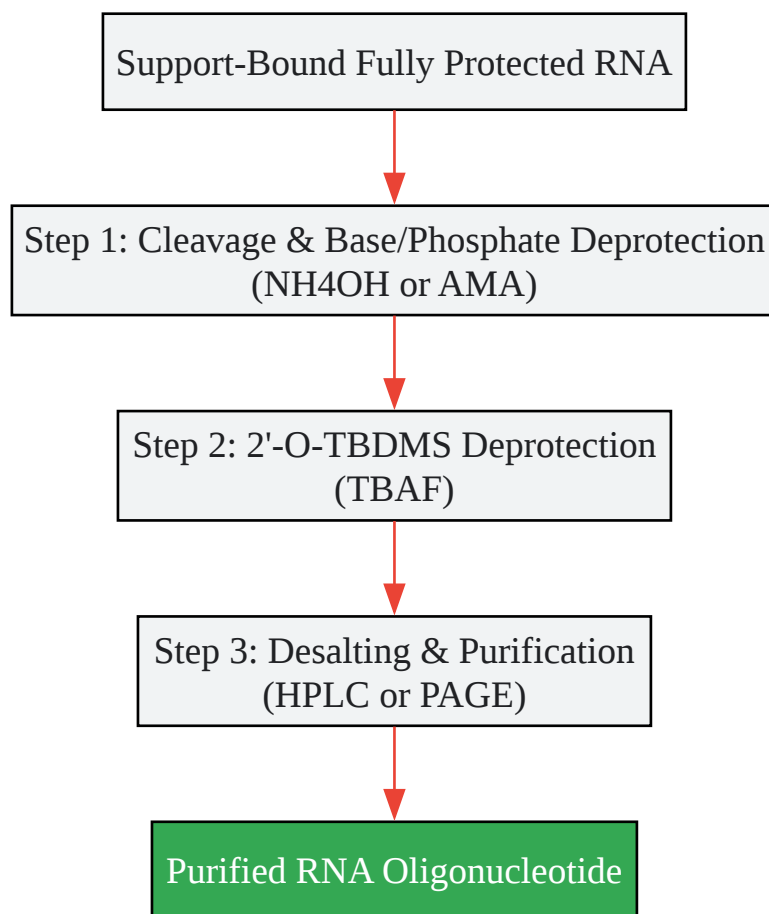 Support-Bound Fully Protected RNA
Step 1: Cleavage & Base/Phosphate Deprotection
(NH4OH or AMA)
Step 2: 2'-O-TBDMS Deprotection
(TBAF)
Step 3: Desalting & Purification
(HPLC or PAGE)
Purified RNA Oligonucleotide